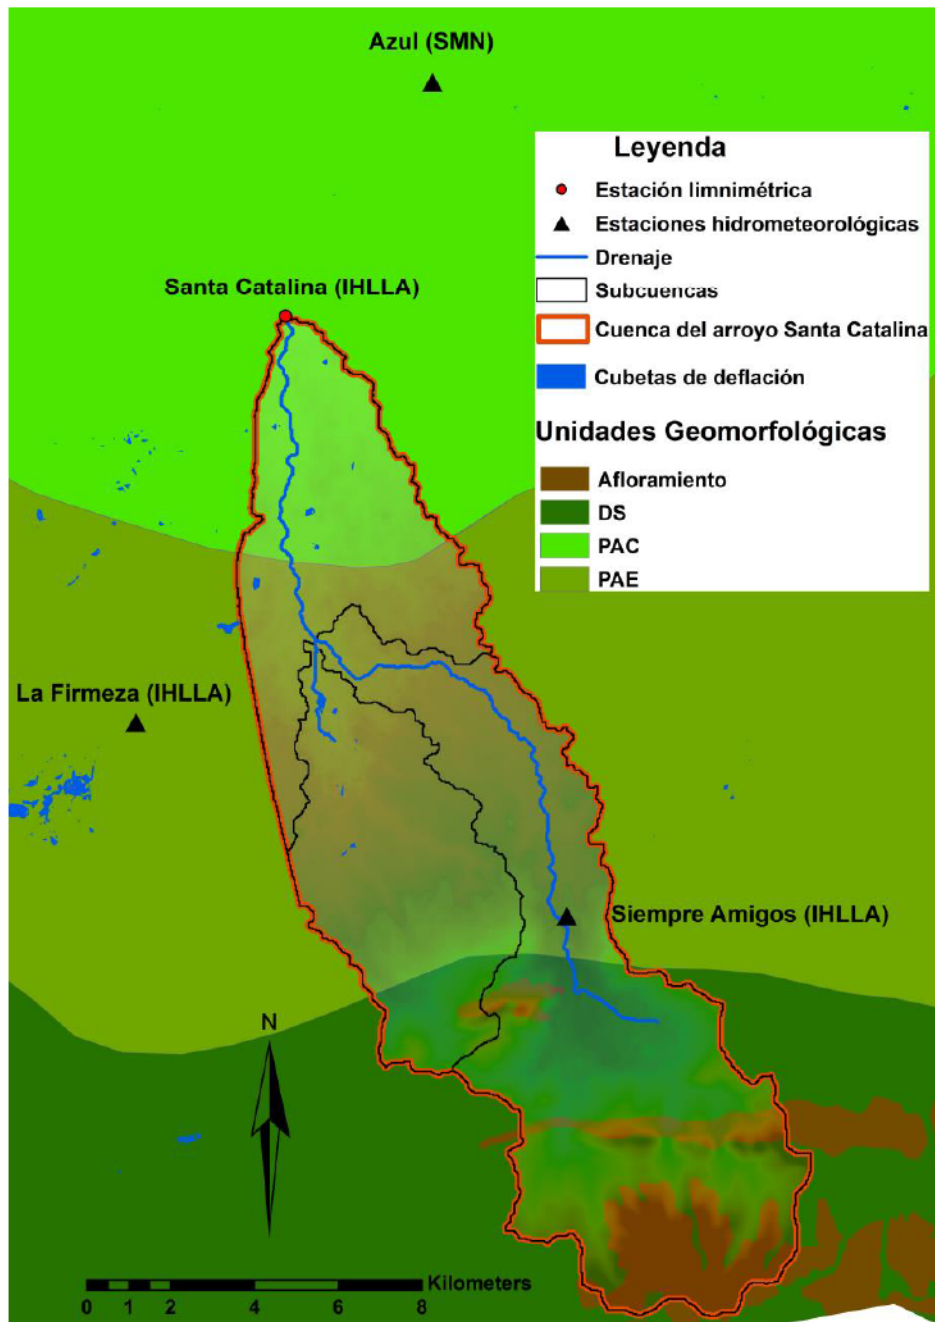 Azul (SMN)
Leyenda
Estación limnimétrica
Estaciones hidrometeorológicas
Drenaje
Subcuencas
Cuenca del arroyo Santa Catalina
Cubetas de deflación
Unidades Geomorfológicas
Afloramiento
DS
PAC
PAE
Santa Catalina (IHLLA)
La Firmeza (IHLLA)
Siempre Amigos (IHLLA)
N
Kilometers
0 1 2 4 6 8